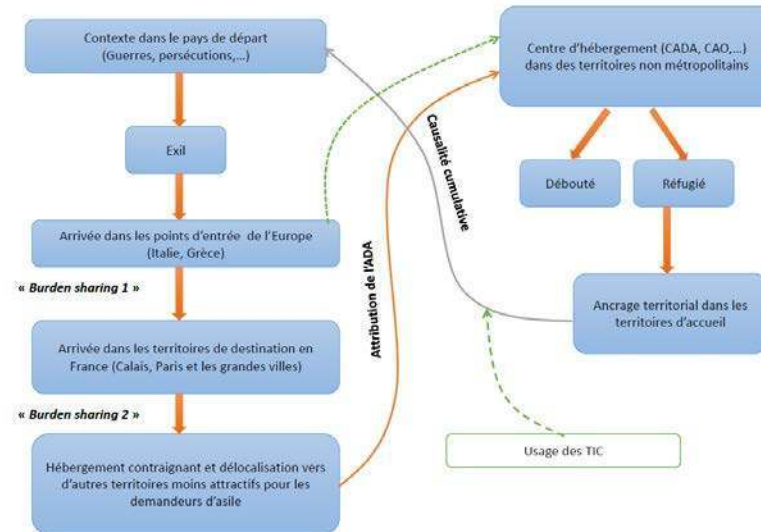 Contexte dans le pays de départ
(Guerres, persécutions,...)
Exil
Arrivée dans les points d'entrée de l'Europe
(Italie, Grèce)
« Burden sharing 1 »
Arrivée dans les territoires de destination en
France (Calais, Paris et les grandes villes)
« Burden sharing 2 »
Hébergement contraignant et délocalisation vers
d'autres territoires moins attractifs pour les
demandeurs d'asile
Attribution de l'ADA
Causalité cumulative
Centre d'hébergement (CADA, CAO,...)
dans des territoires non métropolitains
Débouté
Réfugié
Ancrage territorial dans les
territoires d'accueil
Usage des TIC